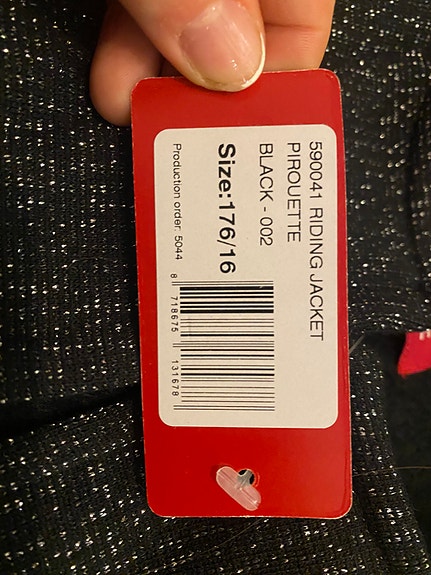 590041 RIDING JACKET
PIROUETTE
BLACK - 002
Size:176/16
Production order: 5044
8 718675 131678